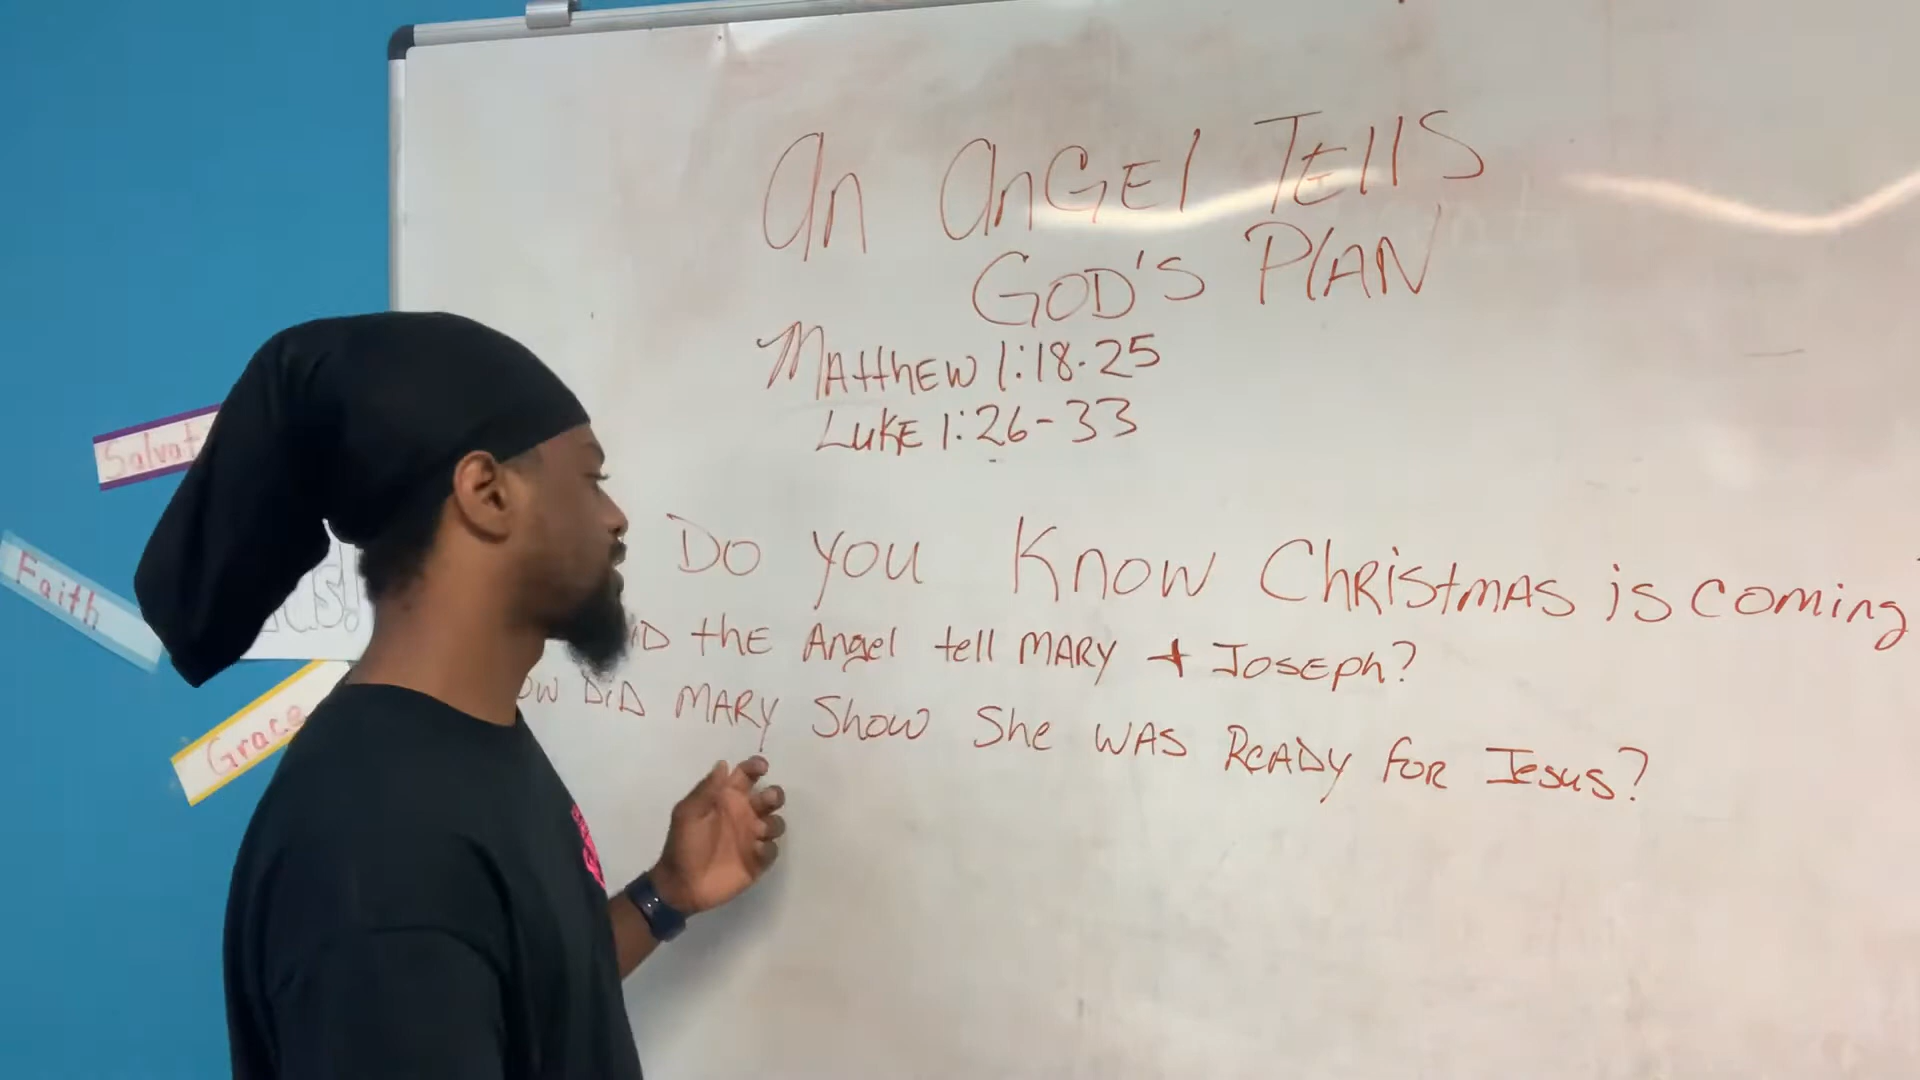 An AnGEl TEllS
GOD'S PlAN
MAtthEW 1:18-25
LuKE 1:26-33
Do you Know ChRistmAS is coming
the Angel tell MARY + JOSEPh?
DiD MARY Show She WAS ReADy foR Jesus?
Faith
Grace